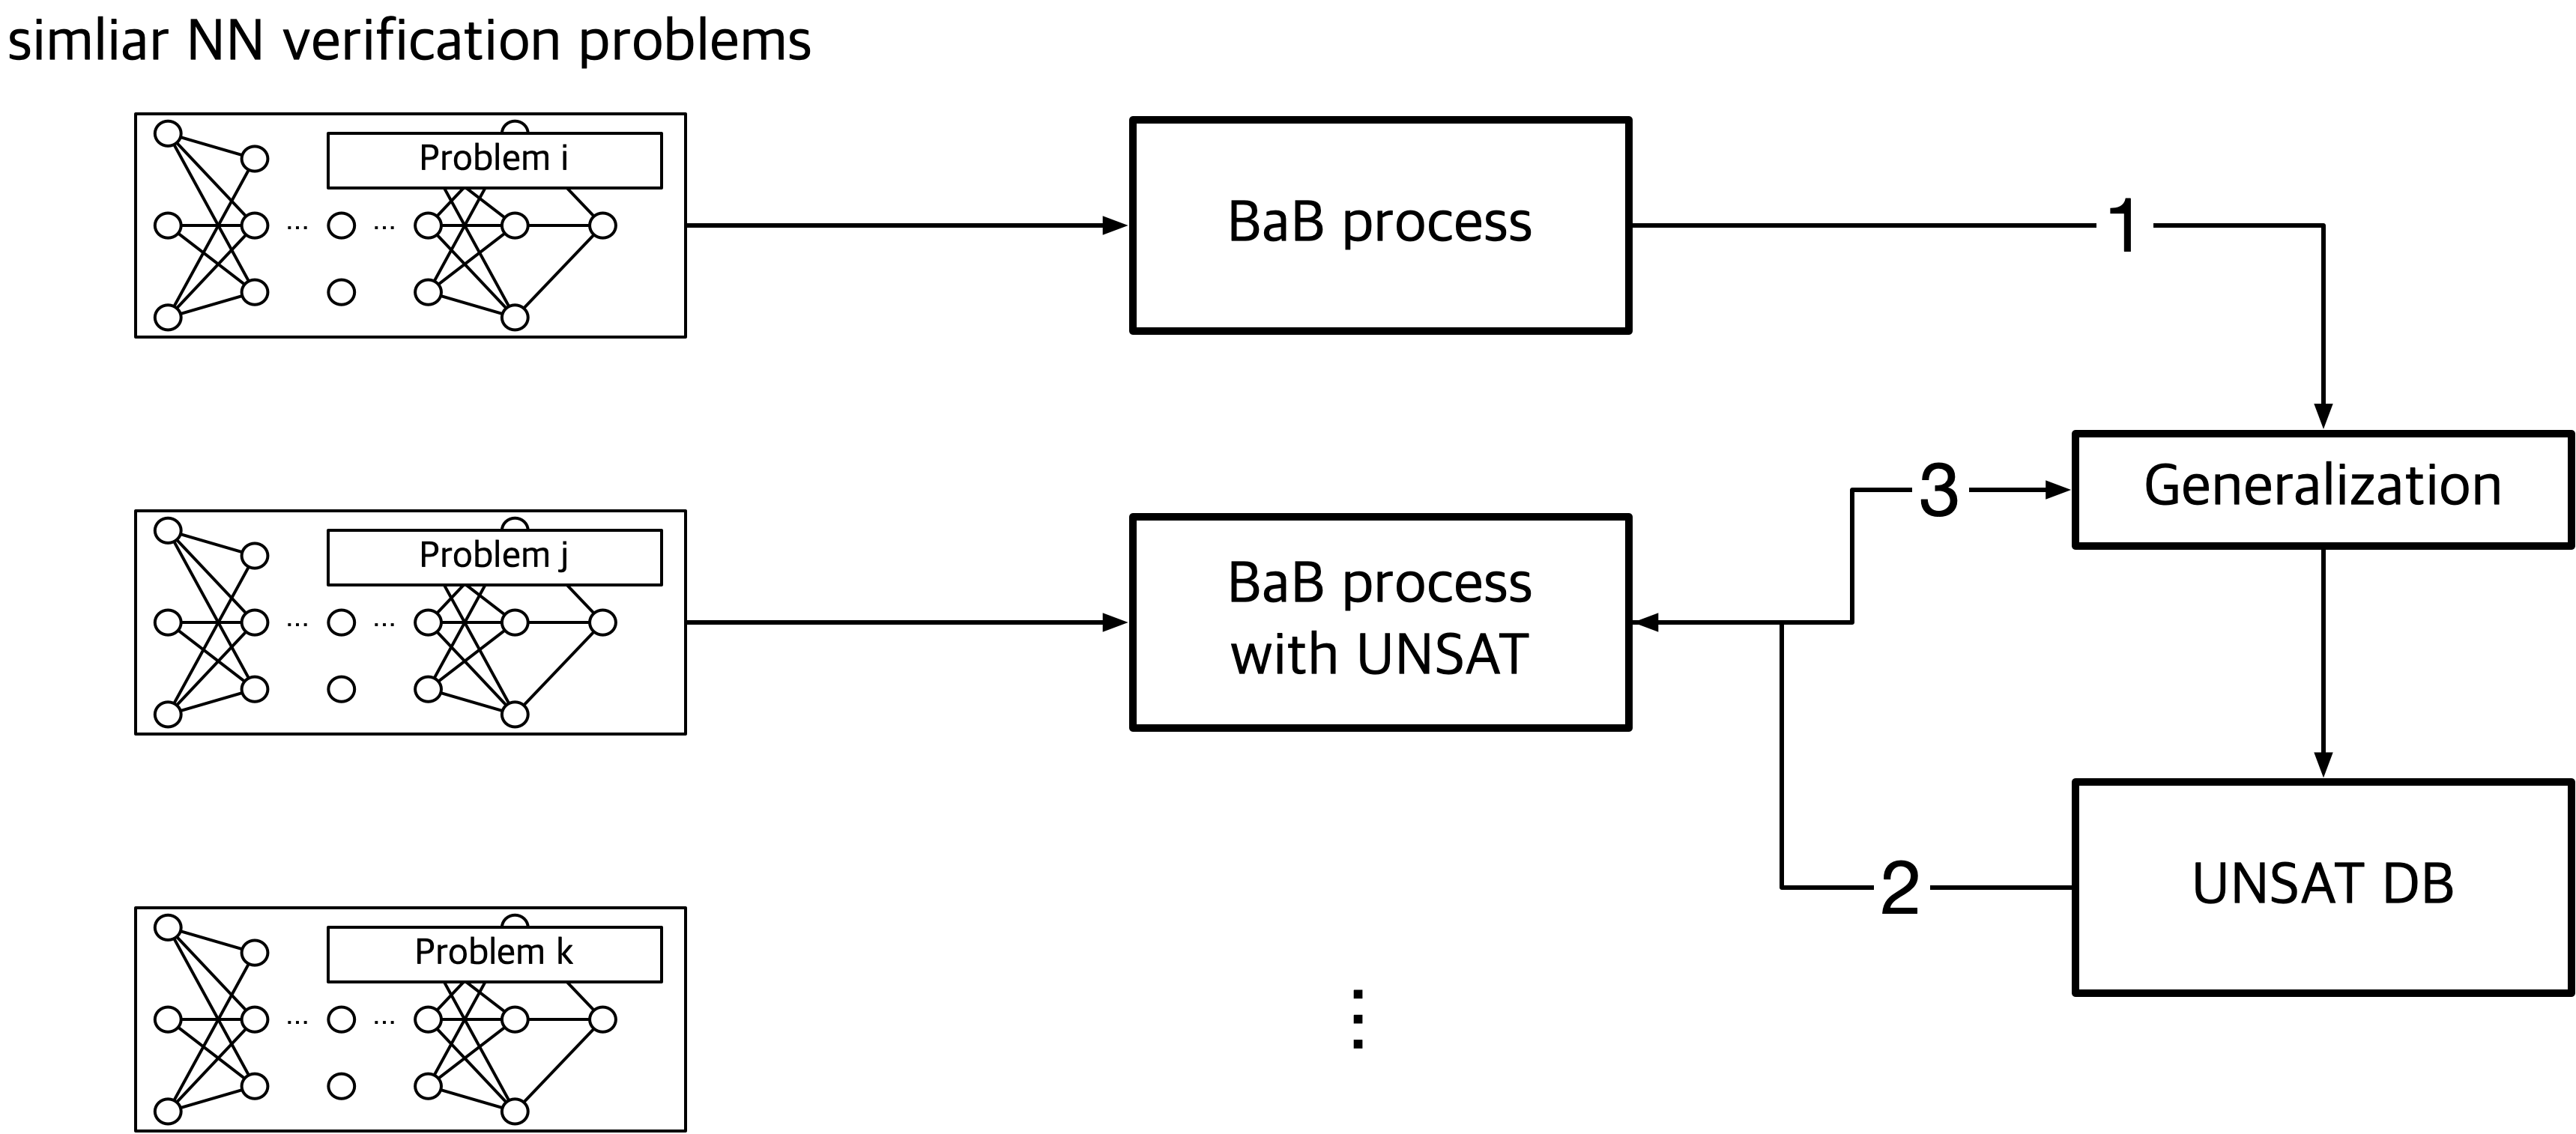 simliar NN verification problems
Problem i
... ...
BaB process
1
Problem j
... ...
BaB process
with UNSAT
3
Generalization
2
UNSAT DB
Problem k
... ...
⋮